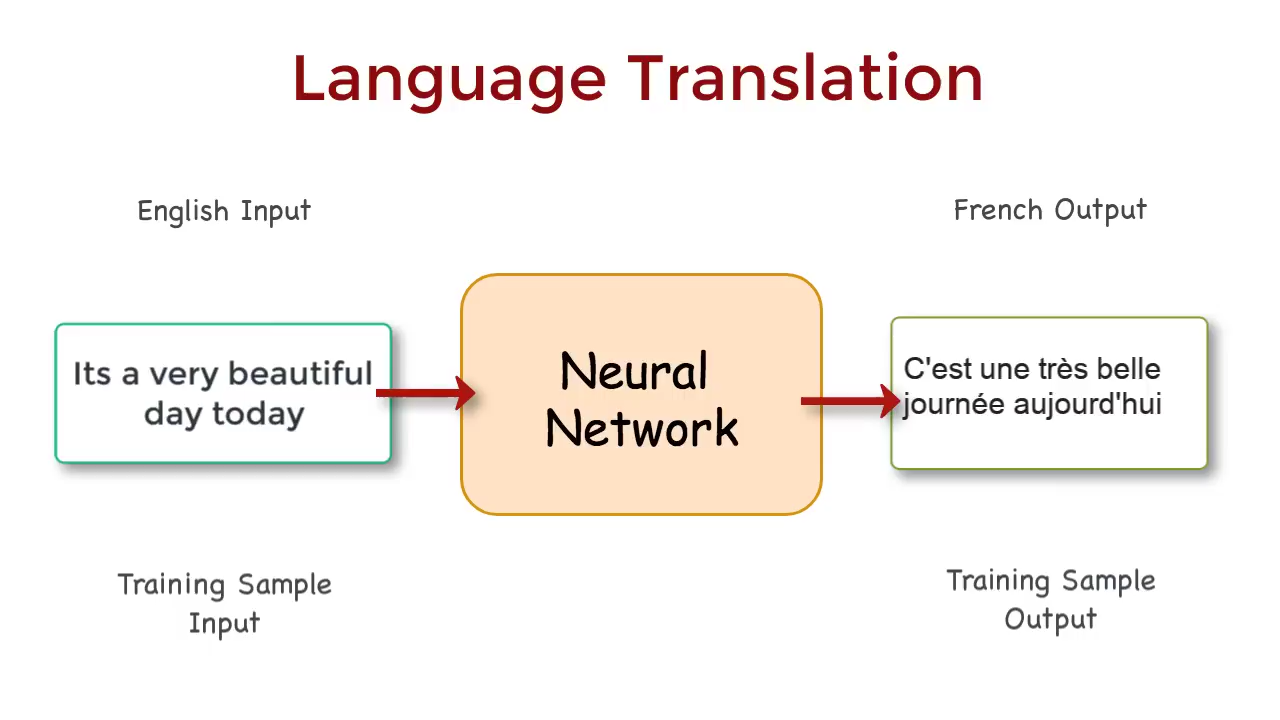 Language Translation
English Input
French Output
Its a very beautiful
day today
Neural
Network
C'est une très belle
journée aujourd'hui
Training Sample
Input
Training Sample
Output